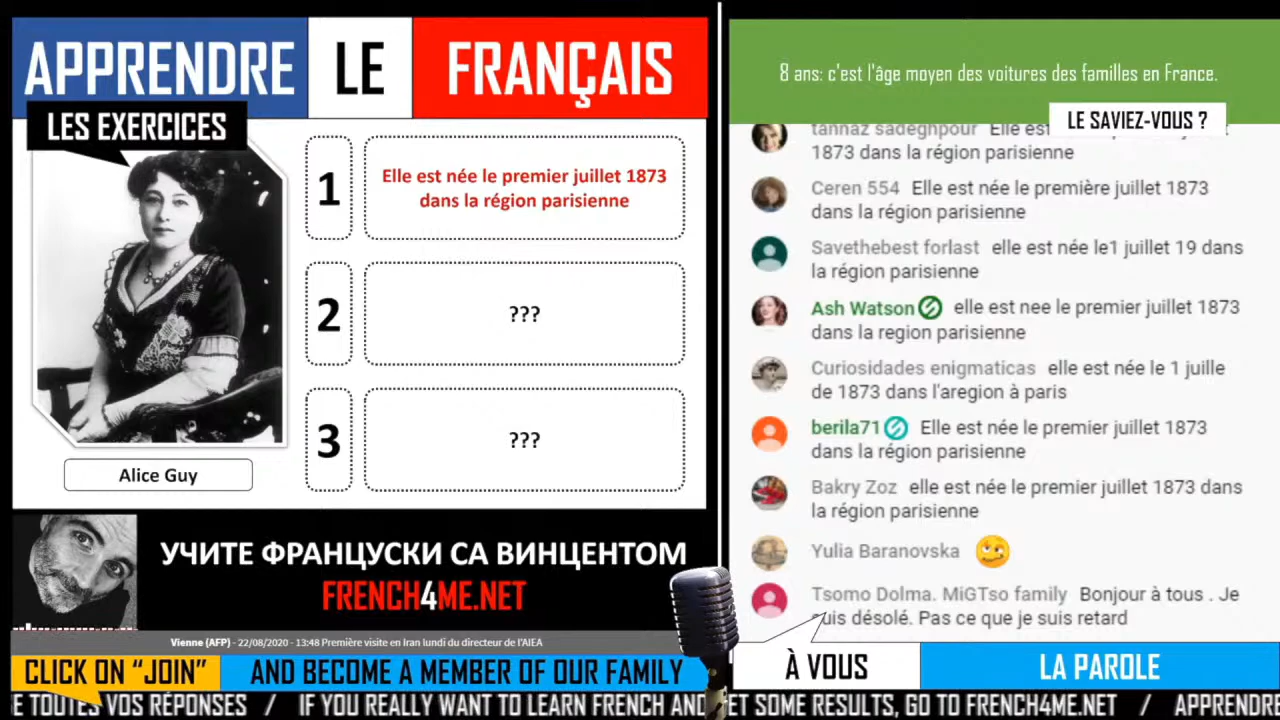 APPRENDRE LE FRANÇAIS
LES EXERCICES
1
Elle est née le premier juillet 1873
dans la région parisienne
2
???
3
???
Alice Guy
УЧИТЕ ФРАНЦУСКИ СА ВИНЦЕНТОМ
FRENCH4ME.NET
Vienne (AFP) - 22/08/2020 - 13:48 Première visite en Iran lundi du directeur de l'AIEA
CLICK ON “JOIN” AND BECOME A MEMBER OF OUR FAMILY
8 ans: c'est l'âge moyen des voitures des familles en France.
LE SAVIEZ-VOUS ?
tannaz sadeghpour Elle est
1873 dans la région parisienne
Ceren 554 Elle est née le première juillet 1873
dans la région parisienne
Savethebest forlast elle est née le1 juillet 19 dans
la région parisienne
Ash Watson elle est nee le premier juillet 1873
dans la region parisienne
Curiosidades enigmaticas elle est née le 1 juille
de 1873 dans l'aregion à paris
berila71 Elle est née le premier juillet 1873
dans la région parisienne
Bakry Zoz elle est née le premier juillet 1873 dans
la région parisienne
Yulia Baranovska
Tsomo Dolma. MiGTso family Bonjour à tous . Je
suis désolé. Pas ce que je suis retard
À VOUS LA PAROLE
E TOUTES VOS RÉPONSES / IF YOU REALLY WANT TO LEARN FRENCH AND GET SOME RESULTS, GO TO FRENCH4ME.NET / APPRENDRE